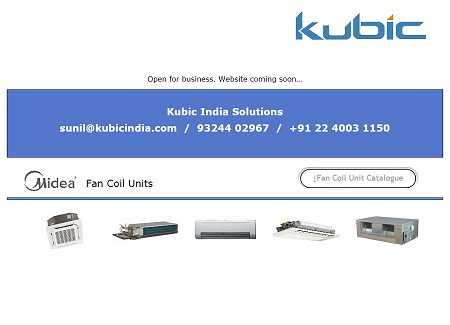 kubic
Open for business. Website coming soon...
Kubic India Solutions
sunil@kubicindia.com / 93244 02967 / +91 22 4003 1150
Midea® Fan Coil Units
↓Fan Coil Unit Catalogue